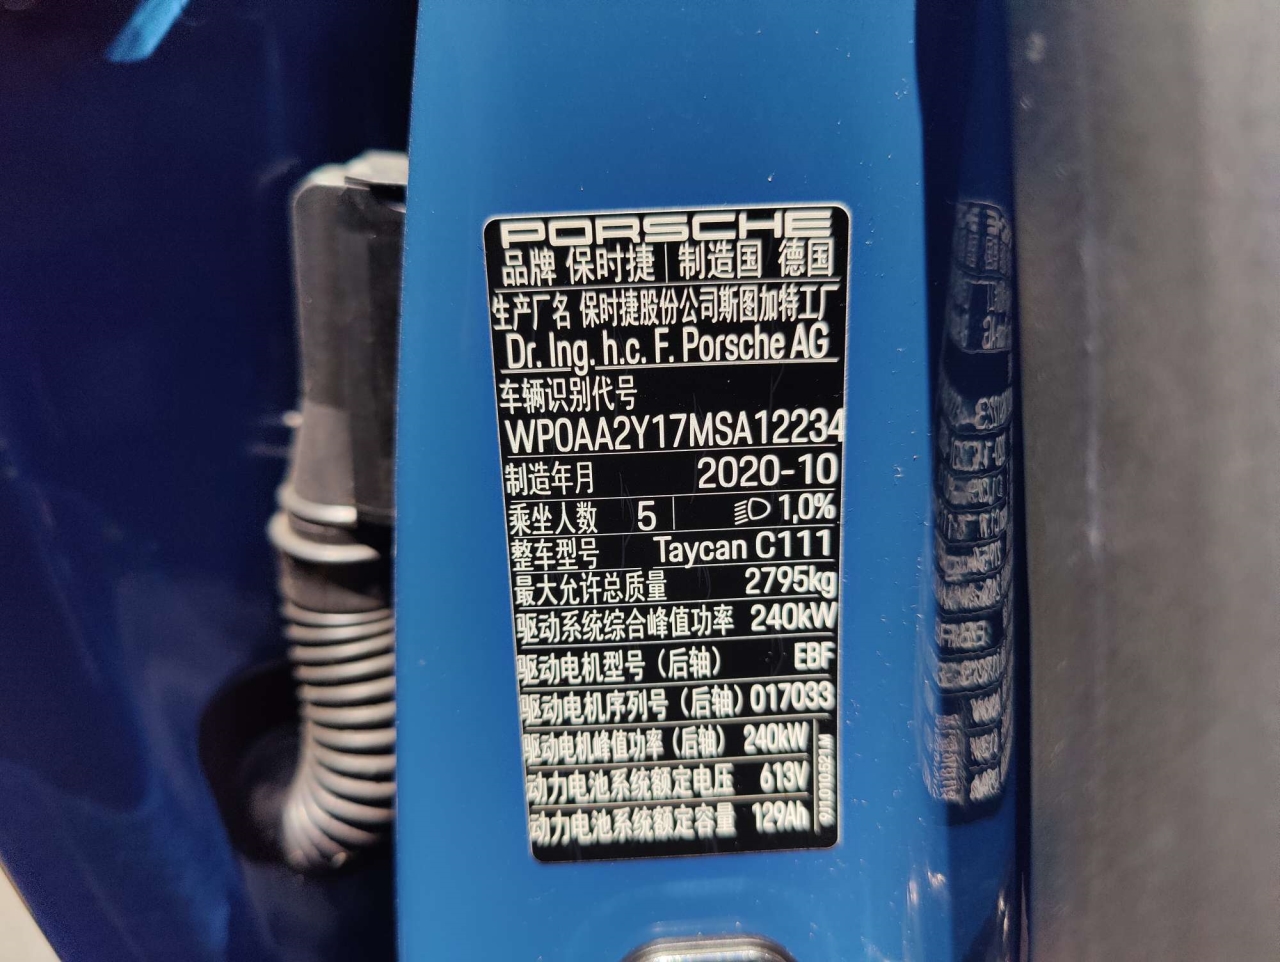 PORSCHE
品牌 保时捷 制造国 德国
生产厂名 保时捷股份公司斯图加特工厂
Dr. Ing. h.c. F. Porsche AG
车辆识别代号
WP0AA2Y17MSA12234
制造年月 2020-10
乘坐人数 5 1,0%
整车型号 Taycan C111
最大允许总质量 2795kg
驱动系统综合峰值功率 240kW
驱动电机型号（后轴） EBF
驱动电机序列号（后轴） 017033
驱动电机峰值功率（后轴） 240kW
动力电池系统额定电压 613V
动力电池系统额定容量 129Ah